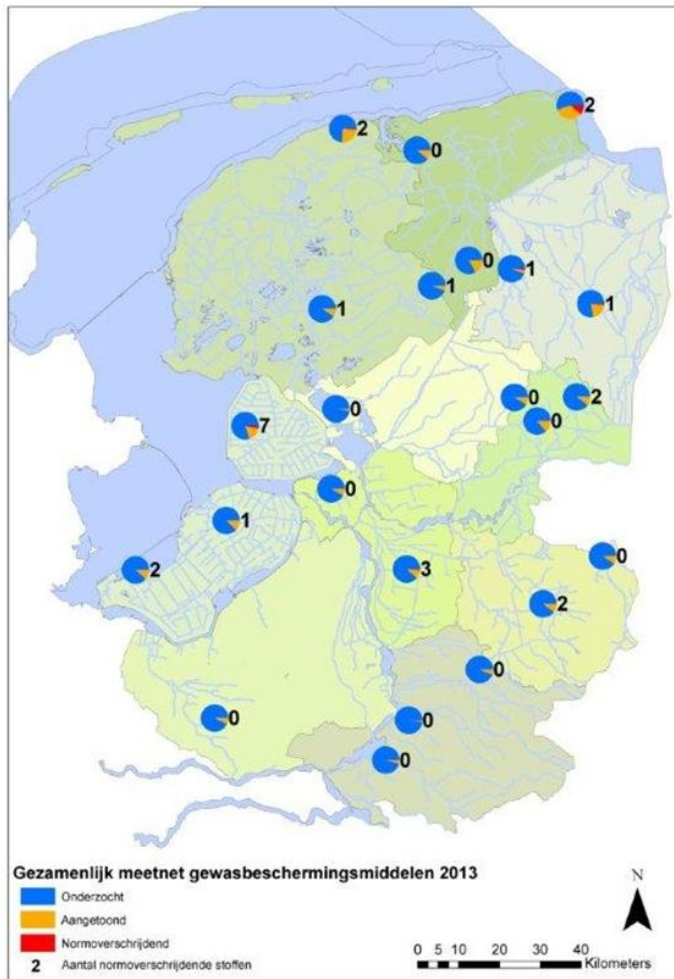 2
2
0
0
1
1
1
1
0
0
2
0
7
0
1
2
3
0
2
0
0
0
0
Gezamenlijk meetnet gewasbeschermingsmiddelen 2013
Onderzocht
Aangetoond
Normoverschrijdend
2 Aantal normoverschrijdende stoffen
N
0 5 10 20 30 40
Kilometers